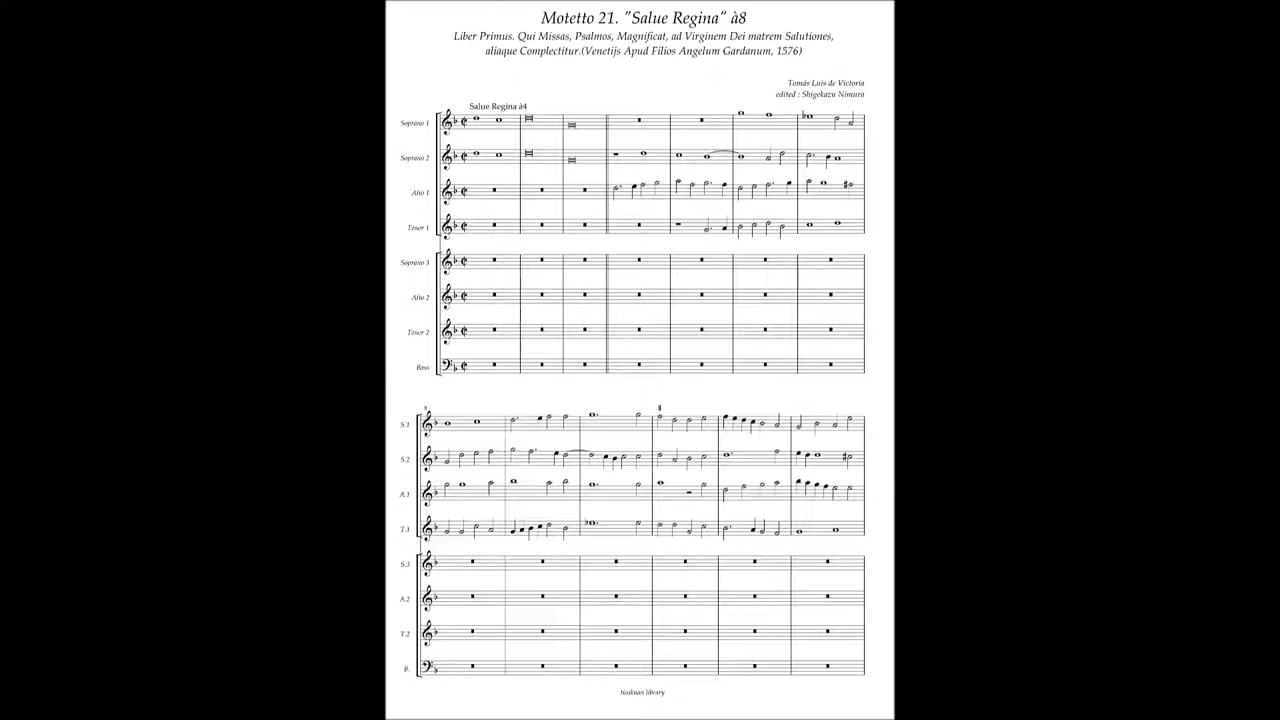 Motetto 21. "Salue Regina" à8
Liber Primus. Qui Missas, Psalmos, Magnificat, ad Virginem Dei matrem Salutiones,
aliaque Complectitur.(Venetijs Apud Filios Angelum Gardanum, 1576)
Tomás Luis de Victoria
edited : Shigekazu Nimura
Salue Regina à4
Soprano 1
Soprano 2
Alto 1
Tenor 1
Soprano 3
Alto 2
Tenor 2
Bass
S.1
S.2
A.1
T.1
S.3
A.2
T.2
B.